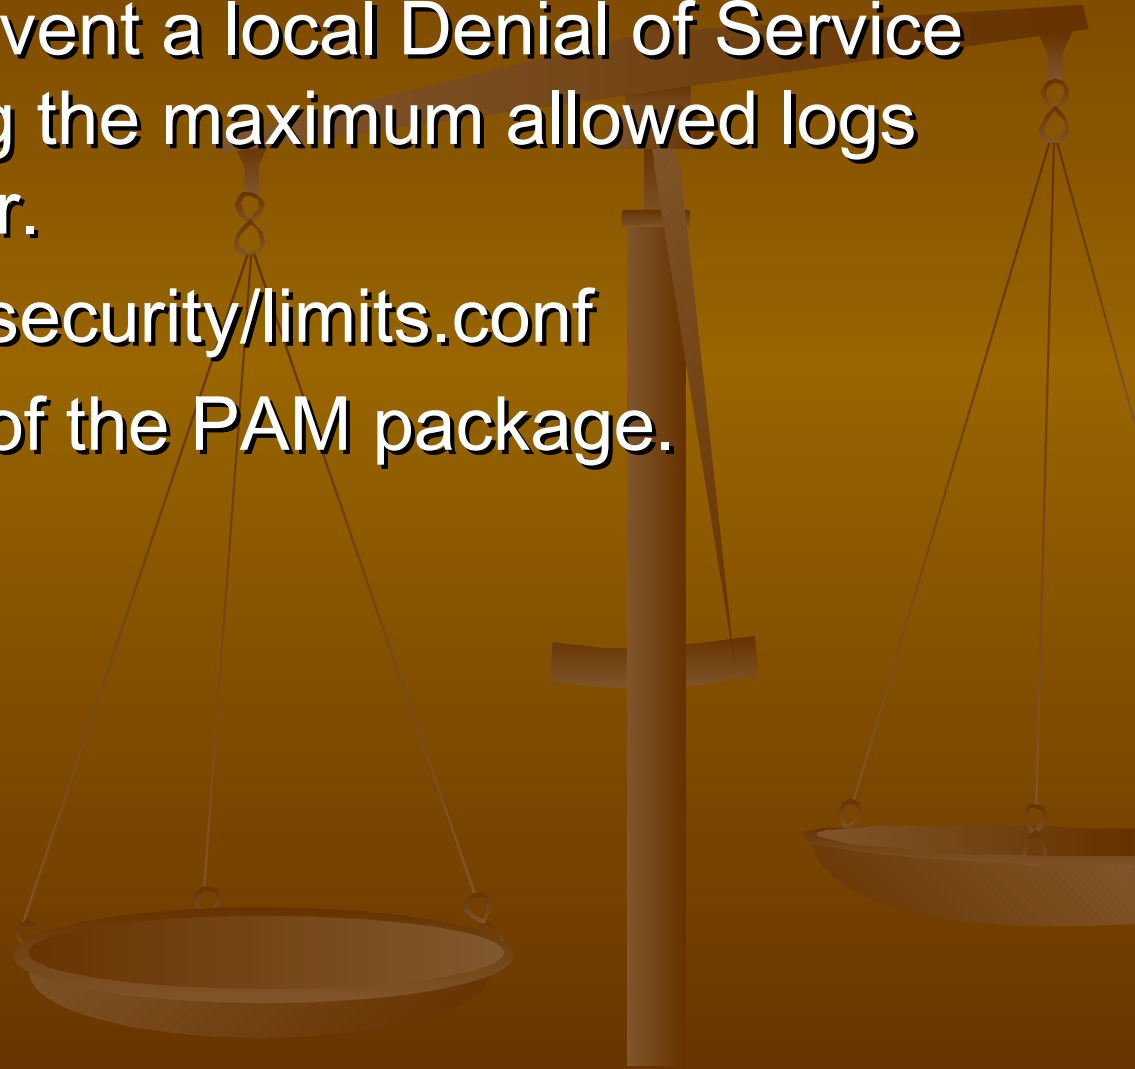 vent a local Denial of Service
the maximum allowed logs
r.
security/limits.conf
of the PAM package.